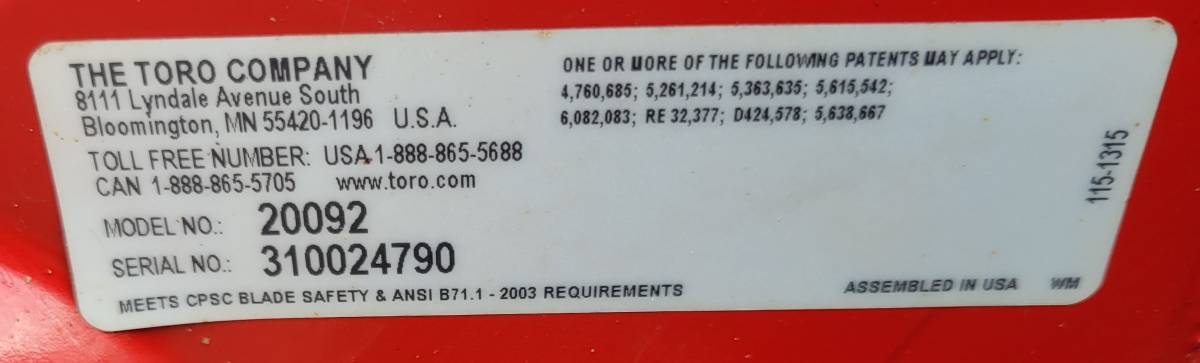 THE TORO COMPANY
8111 Lyndale Avenue South
Bloomington, MN 55420-1196 U.S.A.
TOLL FREE NUMBER: USA 1-888-865-5688
CAN 1-888-865-5705 www.toro.com
MODEL NO.: 20092
SERIAL NO.: 310024790
MEETS CPSC BLADE SAFETY & ANSI B71.1 - 2003 REQUIREMENTS
ONE OR MORE OF THE FOLLOWING PATENTS MAY APPLY:
4,760,685; 5,261,214; 5,363,635; 5,615,542;
6,082,083; RE 32,377; D424,578; 5,638,667
115-1315
ASSEMBLED IN USA WM